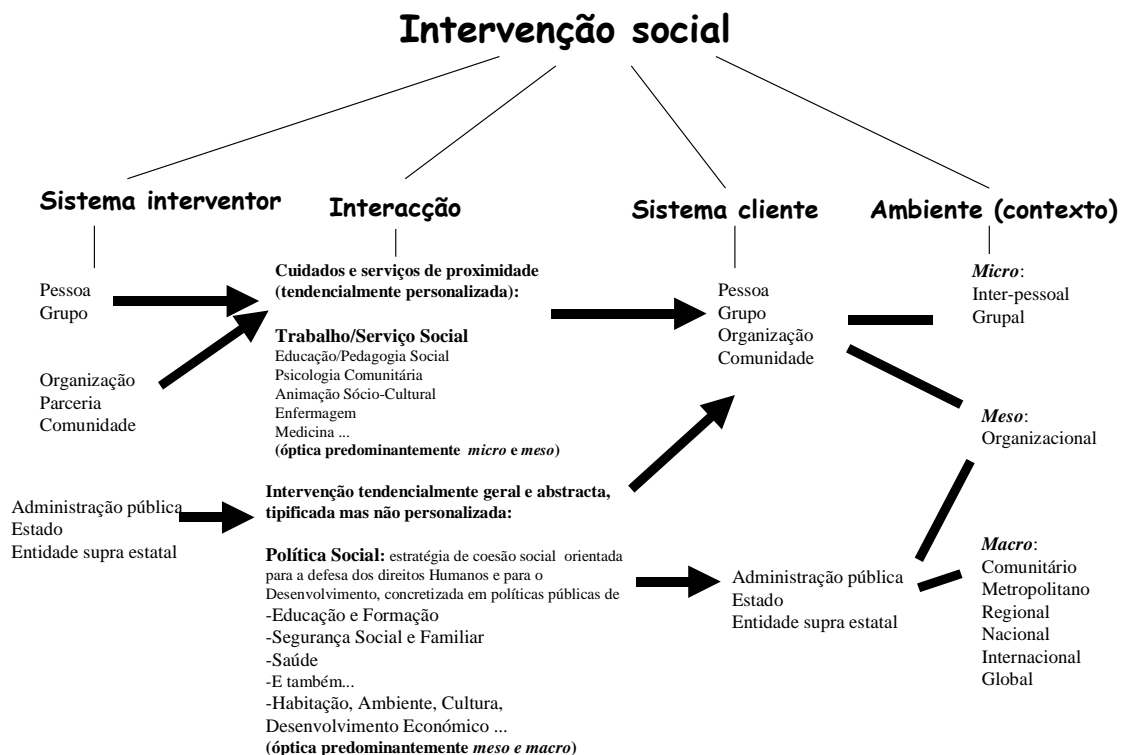 Intervenção social
Sistema interventor
Interacção
Sistema cliente
Ambiente (contexto)
Pessoa
Grupo
Organização
Parceria
Comunidade
Administração pública
Estado
Entidade supra estatal
Cuidados e serviços de proximidade
(tendencialmente personalizada):
Trabalho/Serviço Social
Educação/Pedagogia Social
Psicologia Comunitária
Animação Sócio-Cultural
Enfermagem
Medicina ...
(óptica predominantemente micro e meso)
Intervenção tendencialmente geral e abstracta,
tipificada mas não personalizada:
Política Social: estratégia de coesão social orientada
para a defesa dos direitos Humanos e para o
Desenvolvimento, concretizada em políticas públicas de
-Educação e Formação
-Segurança Social e Familiar
-Saúde
-E também...
-Habitação, Ambiente, Cultura,
Desenvolvimento Económico ...
(óptica predominantemente meso e macro)
Pessoa
Grupo
Organização
Comunidade
Administração pública
Estado
Entidade supra estatal
Micro:
Inter-pessoal
Grupal
Meso:
Organizacional
Macro:
Comunitário
Metropolitano
Regional
Nacional
Internacional
Global